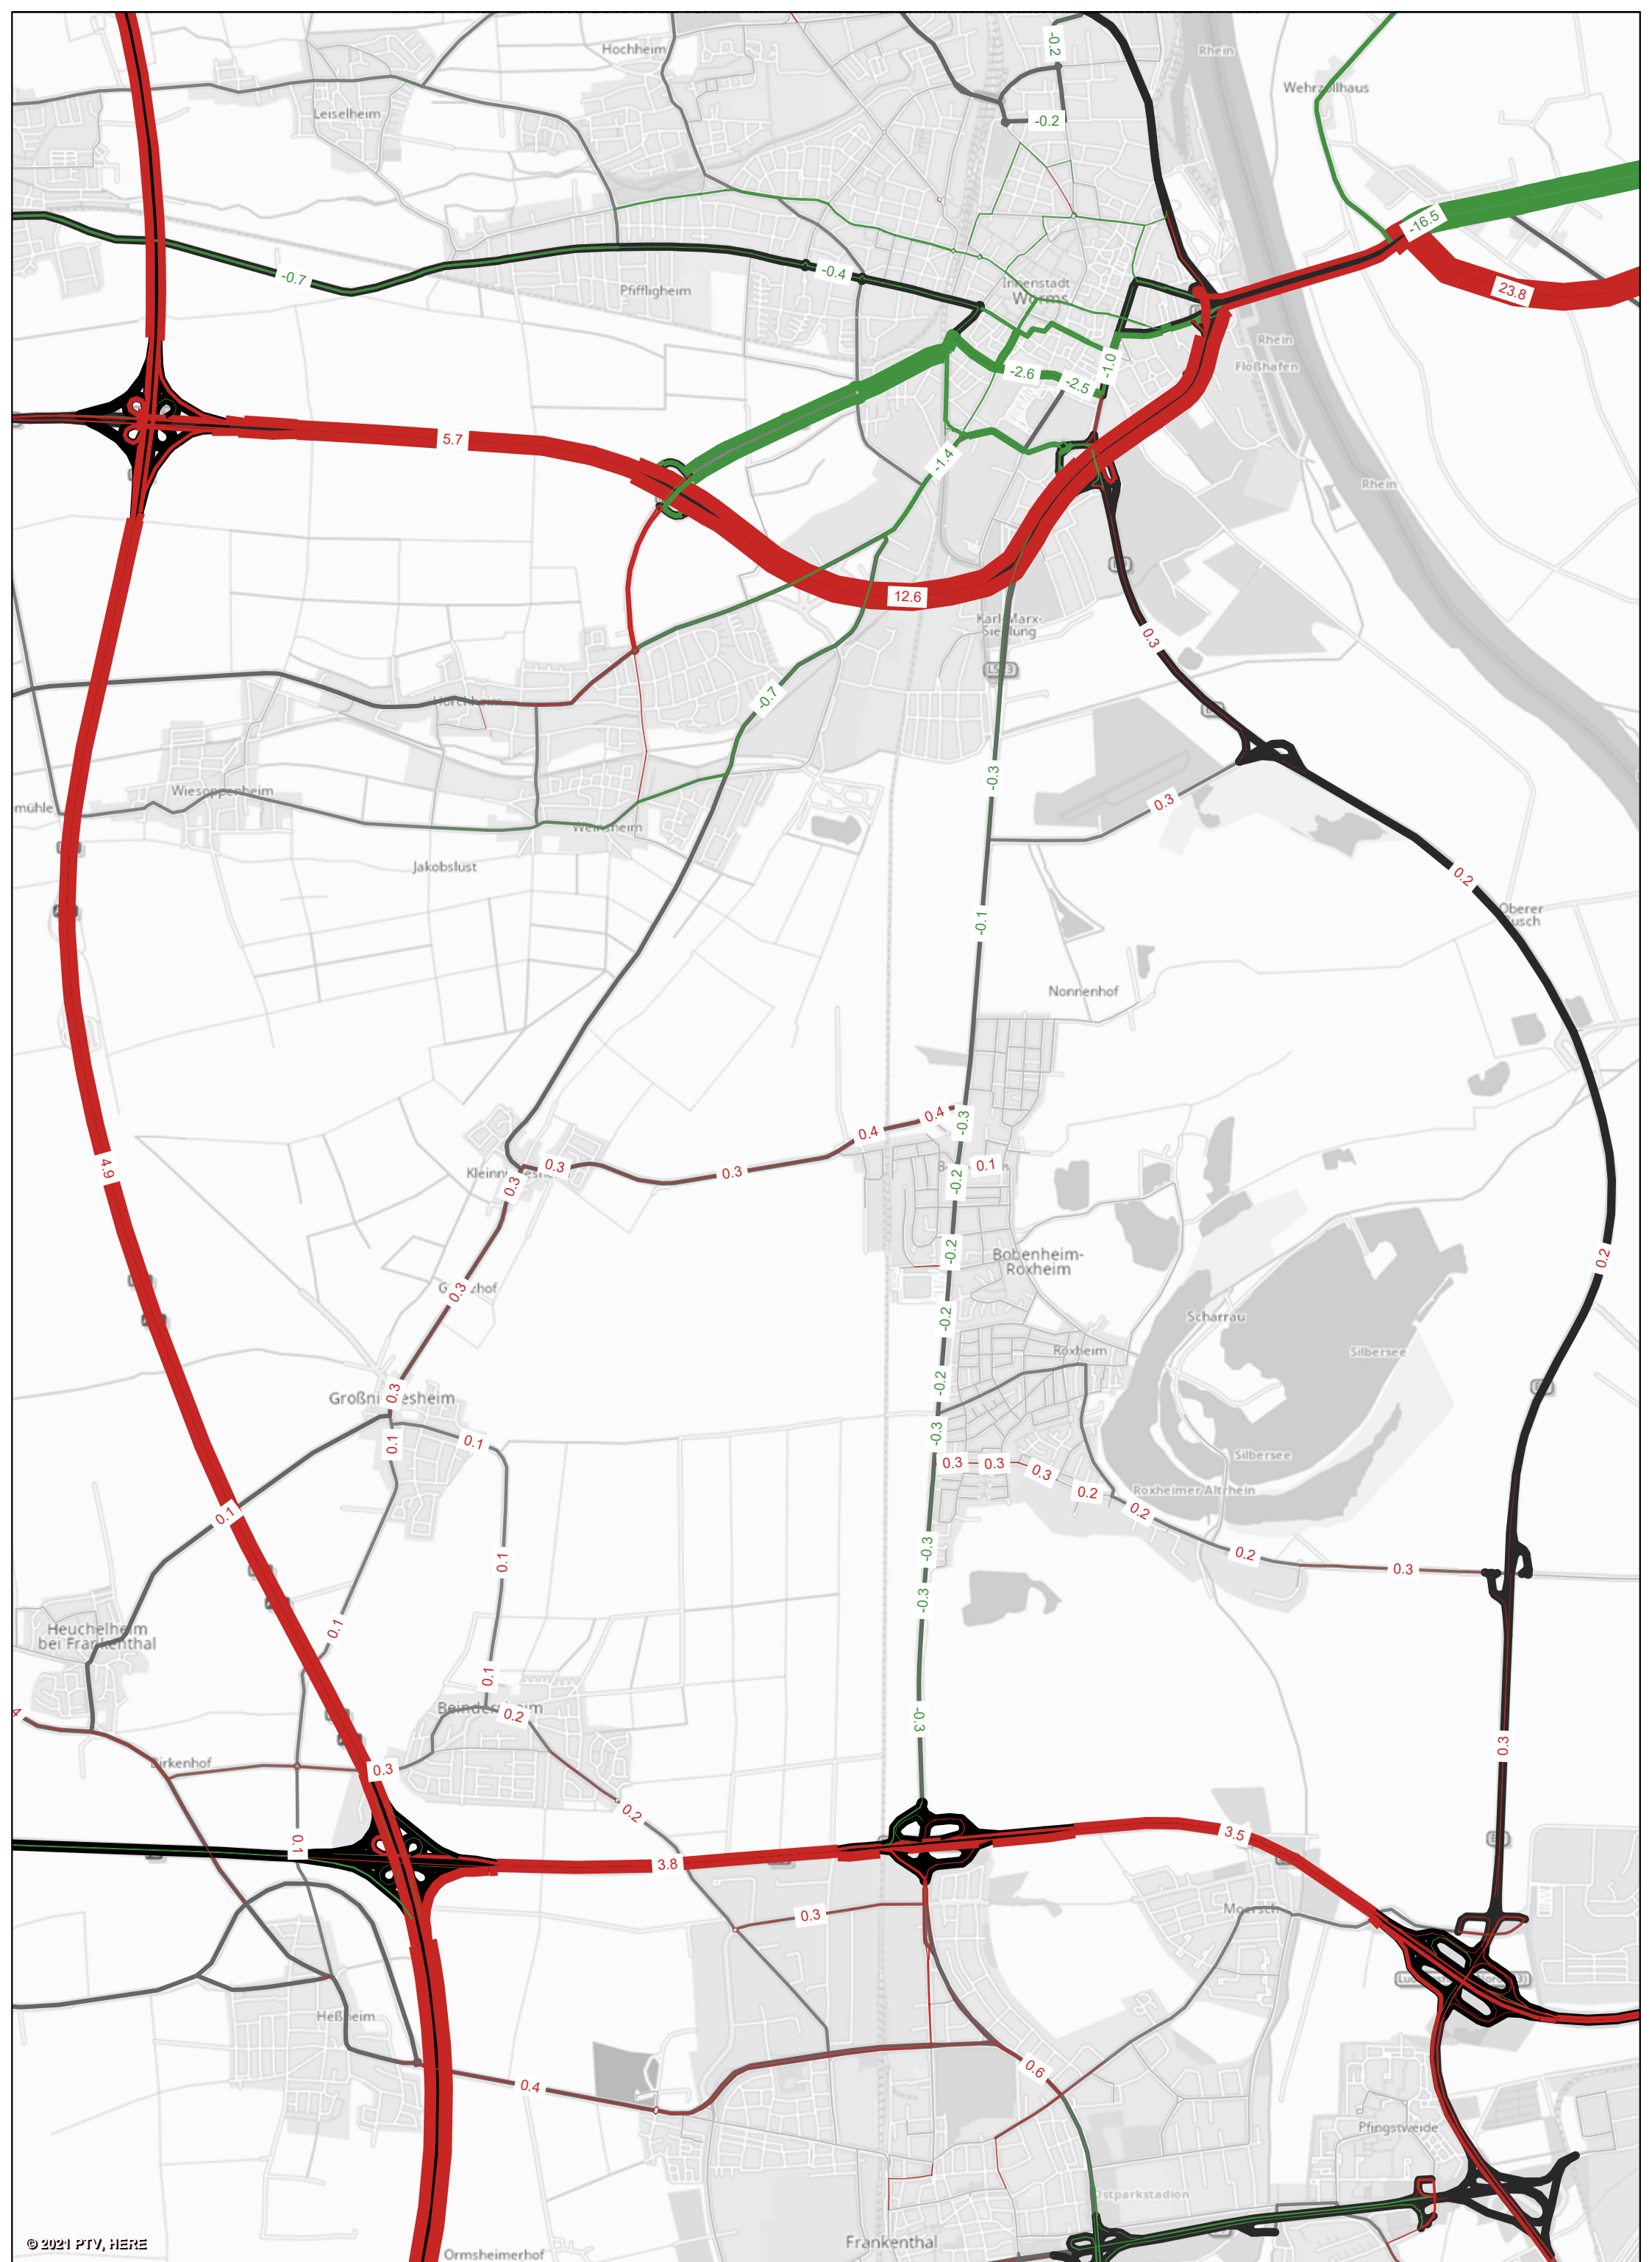 Hochheim
Rhein
-0.2
Wehrzollhaus
Leiselheim
-0.2
-16.5
-0.7
-0.4
Pfiffligheim
Innenstadt
Worms
23.8
Rhein
Floßhafen
-1.0
-2.6
-2.5
5.7
-1.4
Rhein
12.6
Karl-Marx-
Siedlung
0.3
-0.7
Horchheim
-0.3
Wiesoppenheim
0.3
mühle
Weinsheim
Jakobslust
0.2
Oberer
Busch
-0.1
Nonnenhof
0.4
0.4
-0.3
4.9
0.3
0.3
0.3
0.1
-0.2
-0.2
Bobenheim-
Roxheim
0.2
0.3
-0.2
Scharrau
Roxheim
Silbersee
-0.2
0.3
-0.3
0.1
0.1
0.3
0.3
0.3
Silbersee
0.2
Roxheimer Altrhein
0.2
0.1
-0.3
0.2
0.1
0.3
-0.3
0.1
Heuchelheim
bei Frankenthal
0.1
Beindersheim
0.2
-0.3
0.3
Birkenhof
0.3
0.2
0.1
3.5
3.8
0.3
Moersch
Heßheim
0.6
0.4
Pfingstweide
Ostparkstadion
Frankenthal
Ormsheimerhof
© 2021 PTV, HERE